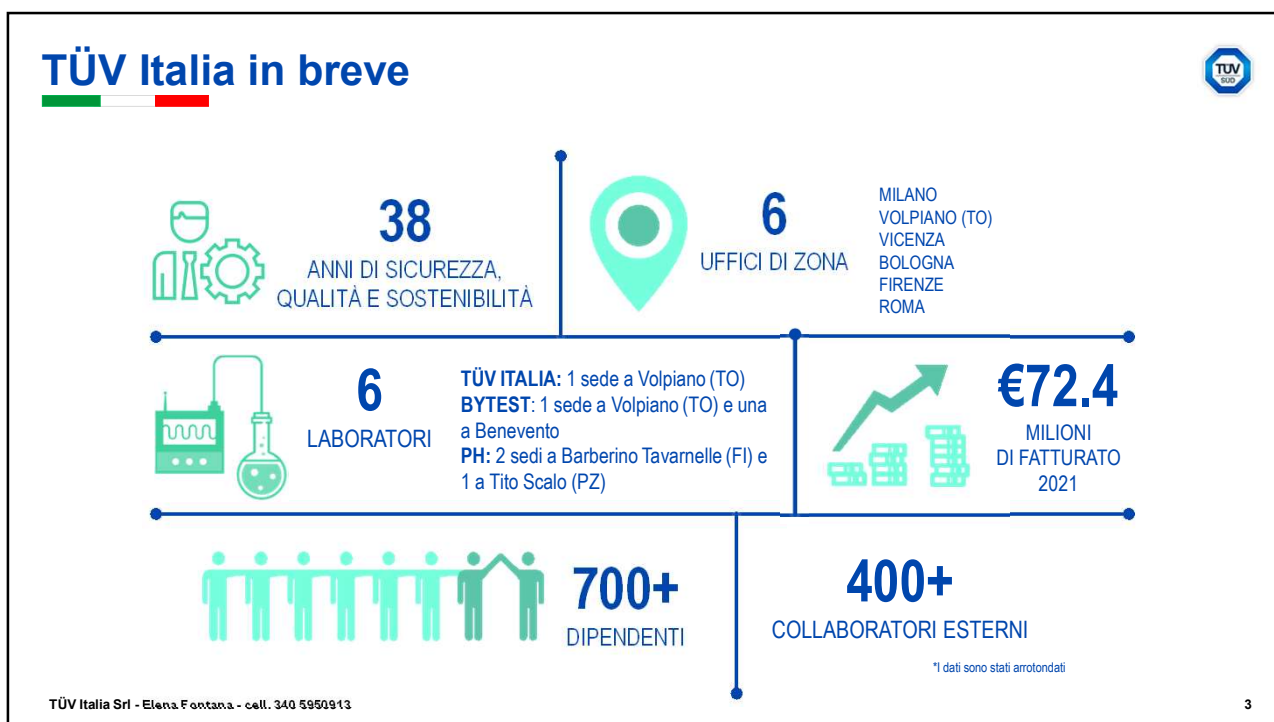 TÜV Italia in breve
TÜV
SÜD
38
ANNI DI SICUREZZA,
QUALITÀ E SOSTENIBILITÀ
6
UFFICI DI ZONA
MILANO
VOLPIANO (TO)
VICENZA
BOLOGNA
FIRENZE
ROMA
6
LABORATORI
TÜV ITALIA: 1 sede a Volpiano (TO)
BYTEST: 1 sede a Volpiano (TO) e una
a Benevento
PH: 2 sedi a Barberino Tavarnelle (FI) e
1 a Tito Scalo (PZ)
€72.4
MILIONI
DI FATTURATO
2021
700+
DIPENDENTI
400+
COLLABORATORI ESTERNI
*I dati sono stati arrotondati
TÜV Italia Srl - Elena Fontana - cell. 340 5950913
3